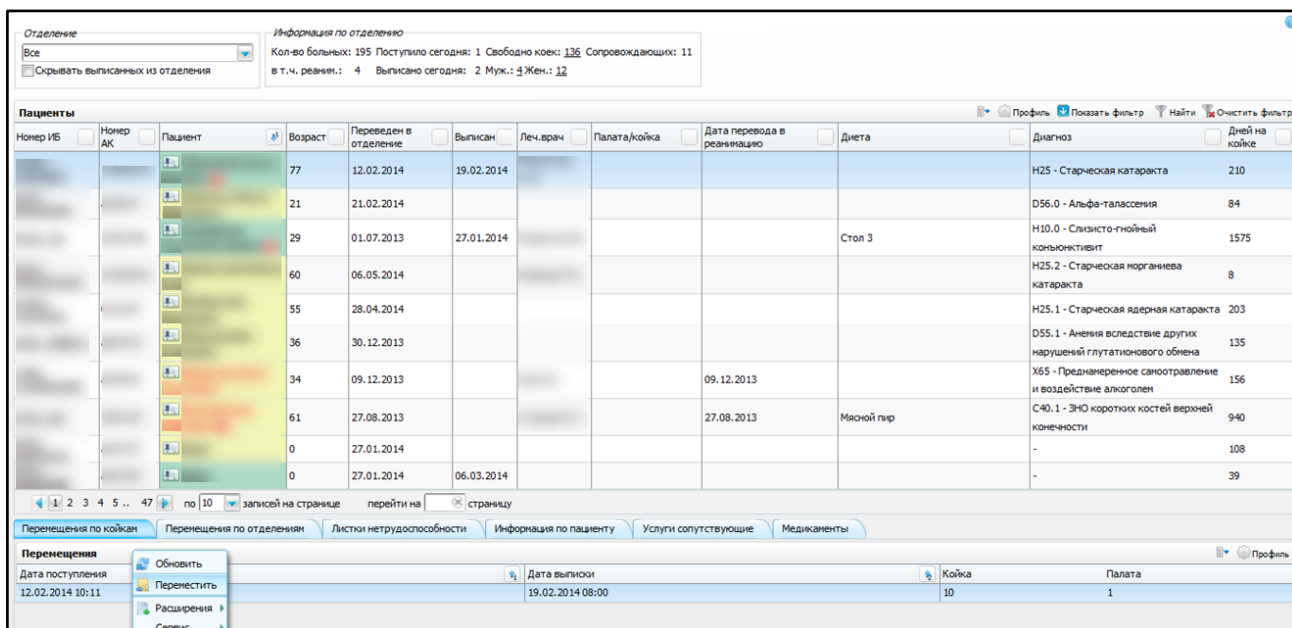 Отделение
Информация по отделению
Все
Кол-во больных: 195 Поступило сегодня: 1 Свободно коек: 136 Сопровождающих: 11
Скрывать выписанных из отделения
в т.ч. реаним.: 4 Выписано сегодня: 2 Муж.: 4 Жен.: 12
Пациенты
Профиль Показать фильтр Найти Очистить фильтр
Номер ИБ Номер АК Пациент Возраст Переведен в отделение Выписан Леч.врач Палата/койка Дата перевода в реанимацию Диета Диагноз Дней на койке
77 12.02.2014 19.02.2014 H25 - Старческая катаракта 210
21 21.02.2014 D56.0 - Альфа-талассемия 84
29 01.07.2013 27.01.2014 Стол 3 H10.0 - Слизисто-гнойный конъюнктивит 1575
60 06.05.2014 H25.2 - Старческая морганиева катаракта 8
55 28.04.2014 H25.1 - Старческая ядерная катаракта 203
36 30.12.2013 D55.1 - Анемия вследствие других нарушений глутатионового обмена 135
34 09.12.2013 09.12.2013 X65 - Преднамеренное самоотравление и воздействие алкоголем 156
61 27.08.2013 27.08.2013 Мясной пир C40.1 - ЗНО коротких костей верхней конечности 940
0 27.01.2014 - 108
0 27.01.2014 06.03.2014 - 39
1 2 3 4 5 .. 47 по 10 записей на странице перейти на страницу
Перемещения по койкам Перемещения по отделениям Листки нетрудоспособности Информация по пациенту Услуги сопутствующие Медикаменты
Перемещения
Профиль
Обновить
Дата поступления Дата выписки Койка Палата
Переместить
12.02.2014 10:11 19.02.2014 08:00 10 1
Расширения
Сервис